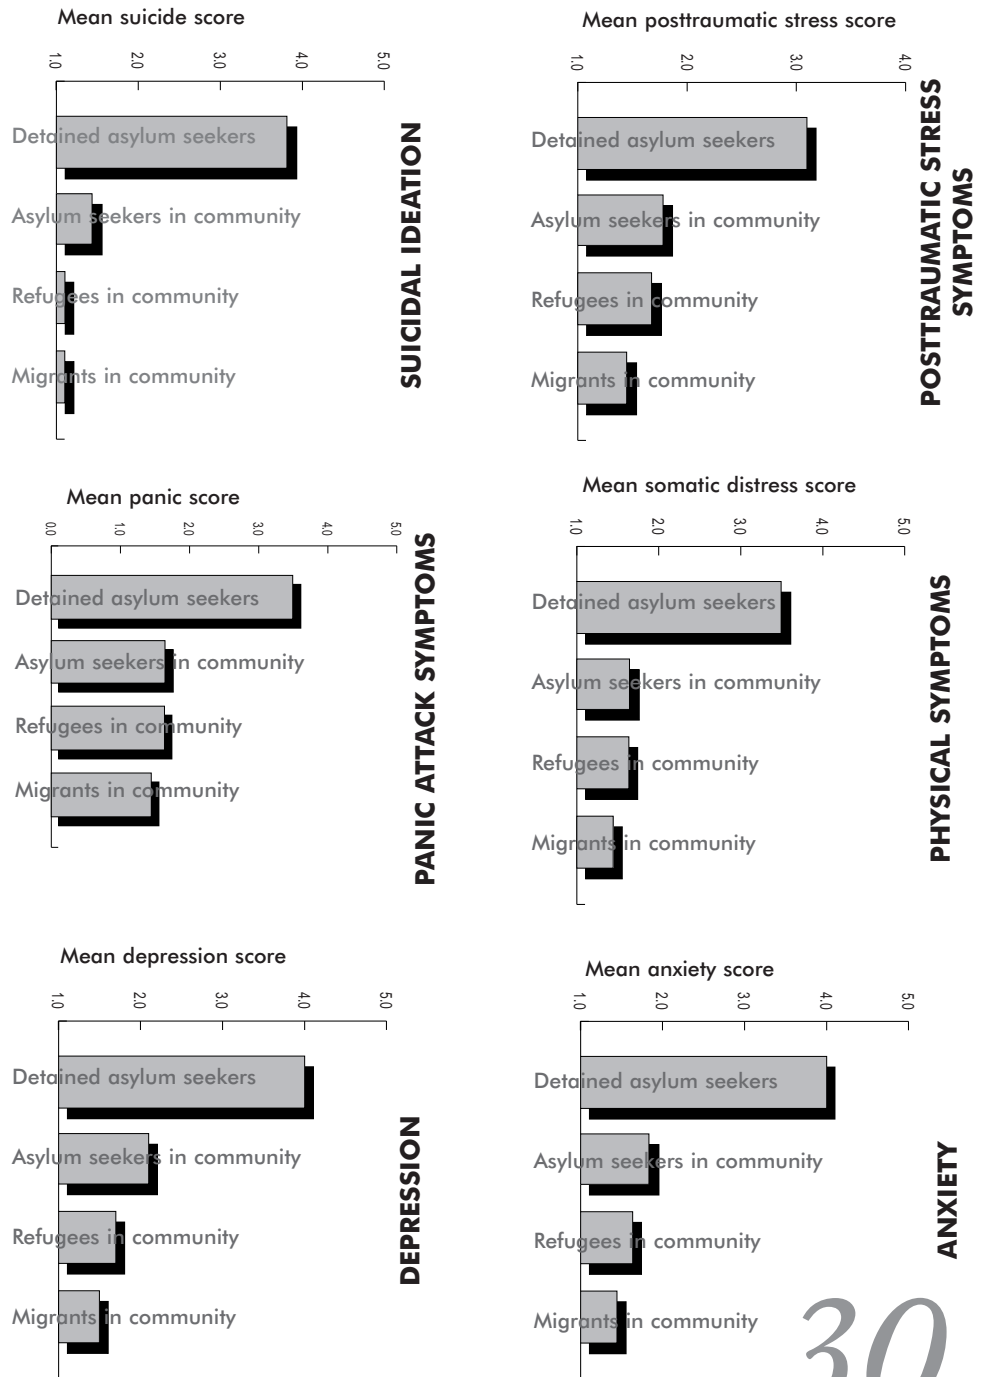 Mean suicide score
1.0 2.0 3.0 4.0 5.0
Detained asylum seekers
Asylum seekers in community
Refugees in community
Migrants in community
SUICIDAL IDEATION
Mean posttraumatic stress score
1.0 2.0 3.0 4.0
Detained asylum seekers
Asylum seekers in community
Refugees in community
Migrants in community
POSTTRAUMATIC STRESS
SYMPTOMS
Mean panic score
0.0 1.0 2.0 3.0 4.0 5.0
Detained asylum seekers
Asylum seekers in community
Refugees in community
Migrants in community
PANIC ATTACK SYMPTOMS
Mean somatic distress score
1.0 2.0 3.0 4.0 5.0
Detained asylum seekers
Asylum seekers in community
Refugees in community
Migrants in community
PHYSICAL SYMPTOMS
Mean depression score
1.0 2.0 3.0 4.0 5.0
Detained asylum seekers
Asylum seekers in community
Refugees in community
Migrants in community
DEPRESSION
Mean anxiety score
1.0 2.0 3.0 4.0 5.0
Detained asylum seekers
Asylum seekers in community
Refugees in community
Migrants in community
ANXIETY
30